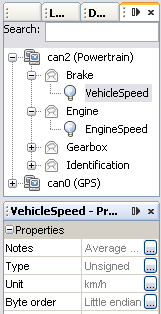 L... D...
Search:
can2 (Powertrain)
Brake
VehicleSpeed
Engine
EngineSpeed
Gearbox
Identification
can0 (GPS)
VehicleSpeed - Pr...
Properties
Notes Average ... ...
Type Unsigned ...
Unit km/h ...
Byte order Little endian ...